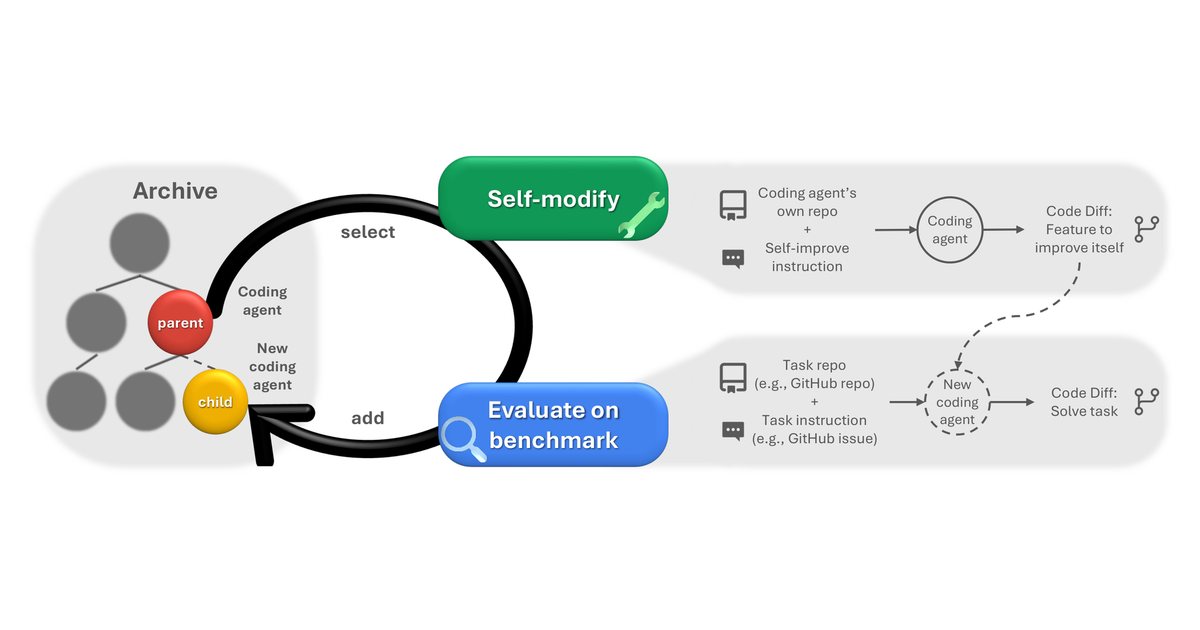 Archive
parent
child
Coding
agent
New
coding
agent
select
add
Self-modify
Evaluate on
benchmark
Coding agent's
own repo
+
Self-improve
instruction
Coding
agent
Code Diff:
Feature to
improve itself
Task repo
(e.g., GitHub repo)
+
Task instruction
(e.g., GitHub issue)
New
coding
agent
Code Diff:
Solve task